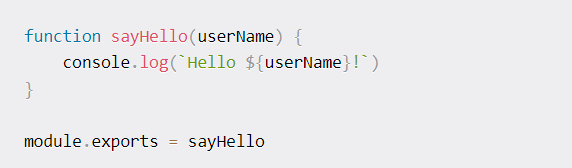 function sayHello(userName) {
    console.log(`Hello ${userName}!`)
}

module.exports = sayHello